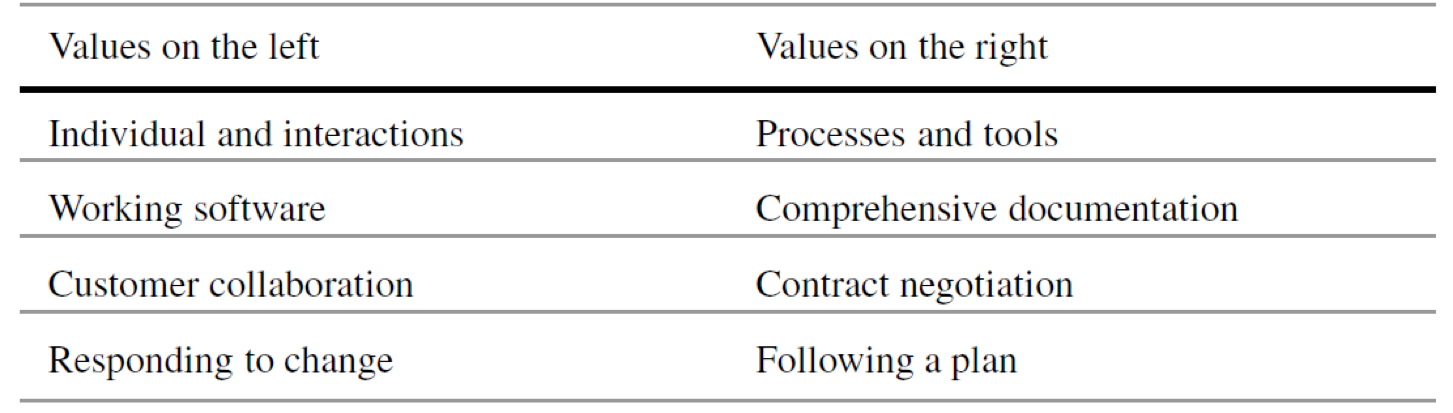 Values on the left Values on the right
Individual and interactions Processes and tools
Working software Comprehensive documentation
Customer collaboration Contract negotiation
Responding to change Following a plan